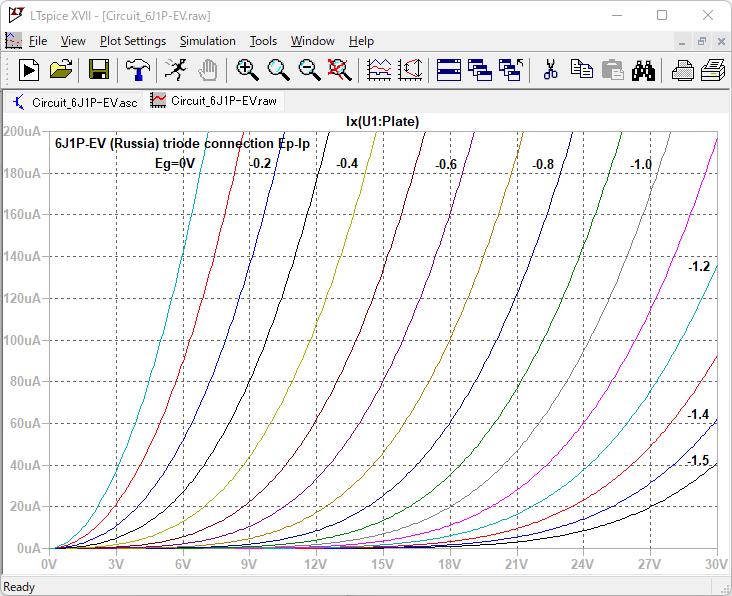 LTspice XVII - [Circuit_6J1P-EV.raw]
File View Plot Settings Simulation Tools Window Help
Circuit_6J1P-EV.asc Circuit_6J1P-EV.raw
Ix(U1:Plate)
200uA
6J1P-EV (Russia) triode connection Ep-Ip
Eg=0V -0.2 -0.4 -0.6 -0.8 -1.0
180uA
160uA
140uA
-1.2
120uA
100uA
80uA
-1.4
60uA
-1.5
40uA
20uA
0uA
0V 3V 6V 9V 12V 15V 18V 21V 24V 27V 30V
Ready